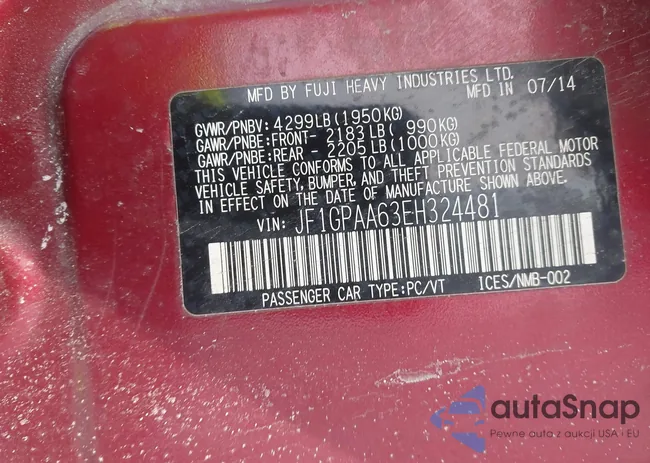 MFD BY FUJI HEAVY INDUSTRIES LTD.
MFD IN 07/14
GVWR/PNBV: 4299LB(1950KG)
GAWR/PNBE:FRONT- 2183LB( 990KG)
GAWR/PNBE:REAR - 2205LB(1000KG)
THIS VEHICLE CONFORMS TO ALL APPLICABLE FEDERAL MOTOR
VEHICLE SAFETY, BUMPER, AND THEFT PREVENTION STANDARDS
IN EFFECT ON THE DATE OF MANUFACTURE SHOWN ABOVE.
VIN: JF1GPAA63EH324481
PASSENGER CAR TYPE:PC/VT
ICES/NMB-002
autaSnap
Pewne auta z aukcji USA i EU